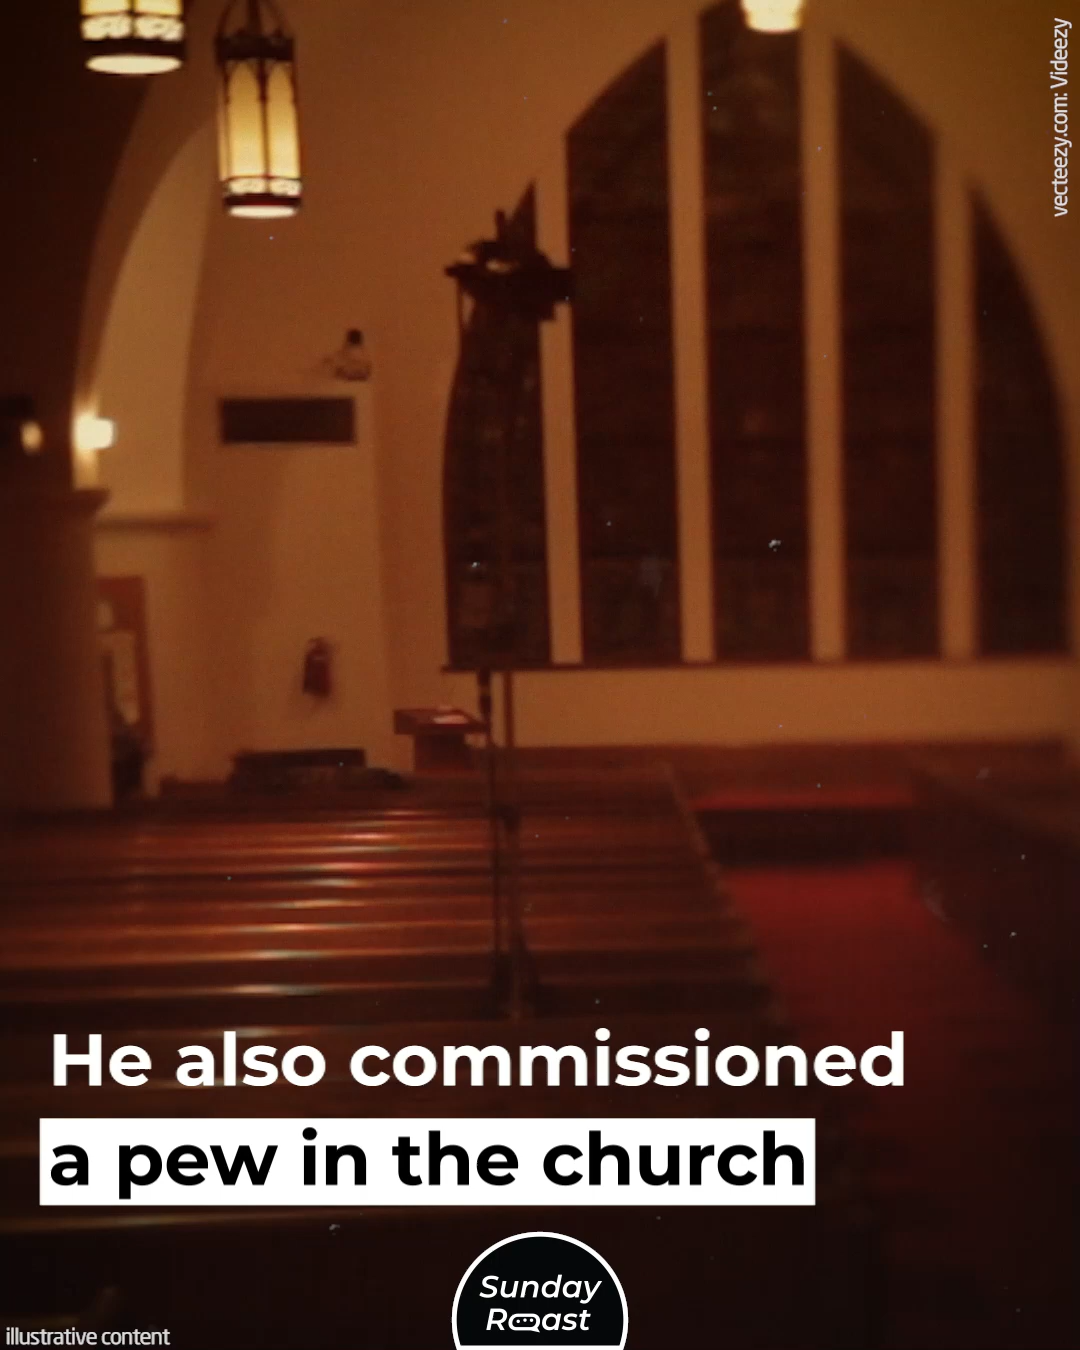 vecteezy.com: Videezy
He also commissioned
a pew in the church
Sunday
Roast
illustrative content